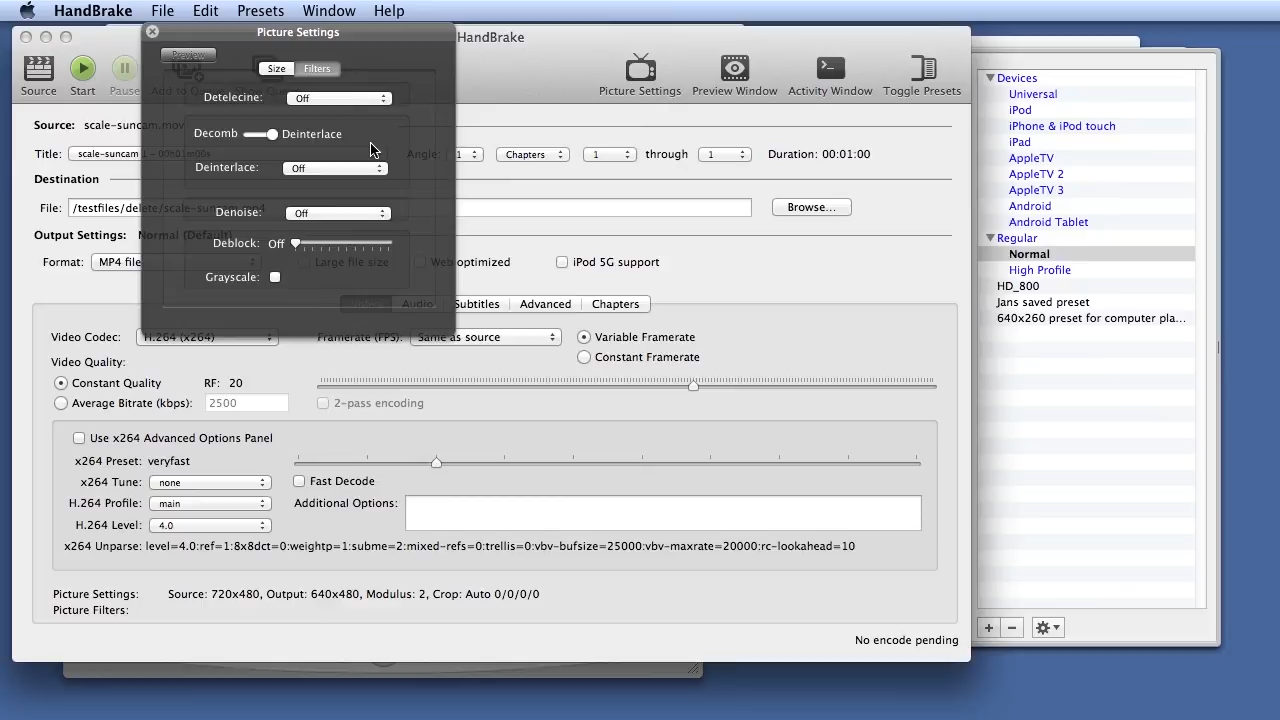 HandBrake File Edit Presets Window Help
Picture Settings
HandBrake
Preview
Size Filters
Source Start Pause Picture Settings Preview Window Activity Window Toggle Presets
Detelecine: Off
Source: scale-suncam.mov
Decomb Deinterlace
Title: scale-suncam 1 - 00h01m00s Angle: 1 Chapters 1 through 1 Duration: 00:01:00
Deinterlace: Off
Destination
File: /testfiles/delete/scale-suncam.mp4 Browse...
Denoise: Off
Output Settings: Normal (Default)
Deblock: Off
Format: MP4 file Large file size Web optimized iPod 5G support
Grayscale:
Video Audio Subtitles Advanced Chapters
Video Codec: H.264 (x264) Framerate (FPS): Same as source Variable Framerate
Constant Framerate
Video Quality:
Constant Quality RF: 20
Average Bitrate (kbps): 2500 2-pass encoding
Use x264 Advanced Options Panel
x264 Preset: veryfast
x264 Tune: none Fast Decode
H.264 Profile: main Additional Options:
H.264 Level: 4.0
x264 Unparse: level=4.0:ref=1:8x8dct=0:weightp=1:subme=2:mixed-refs=0:trellis=0:vbv-bufsize=25000:vbv-maxrate=20000:rc-lookahead=10
Picture Settings: Source: 720x480, Output: 640x480, Modulus: 2, Crop: Auto 0/0/0/0
Picture Filters:
No encode pending
Devices
Universal
iPod
iPhone & iPod touch
iPad
AppleTV
AppleTV 2
AppleTV 3
Android
Android Tablet
Regular
Normal
High Profile
HD_800
Jans saved preset
640x260 preset for computer pla...